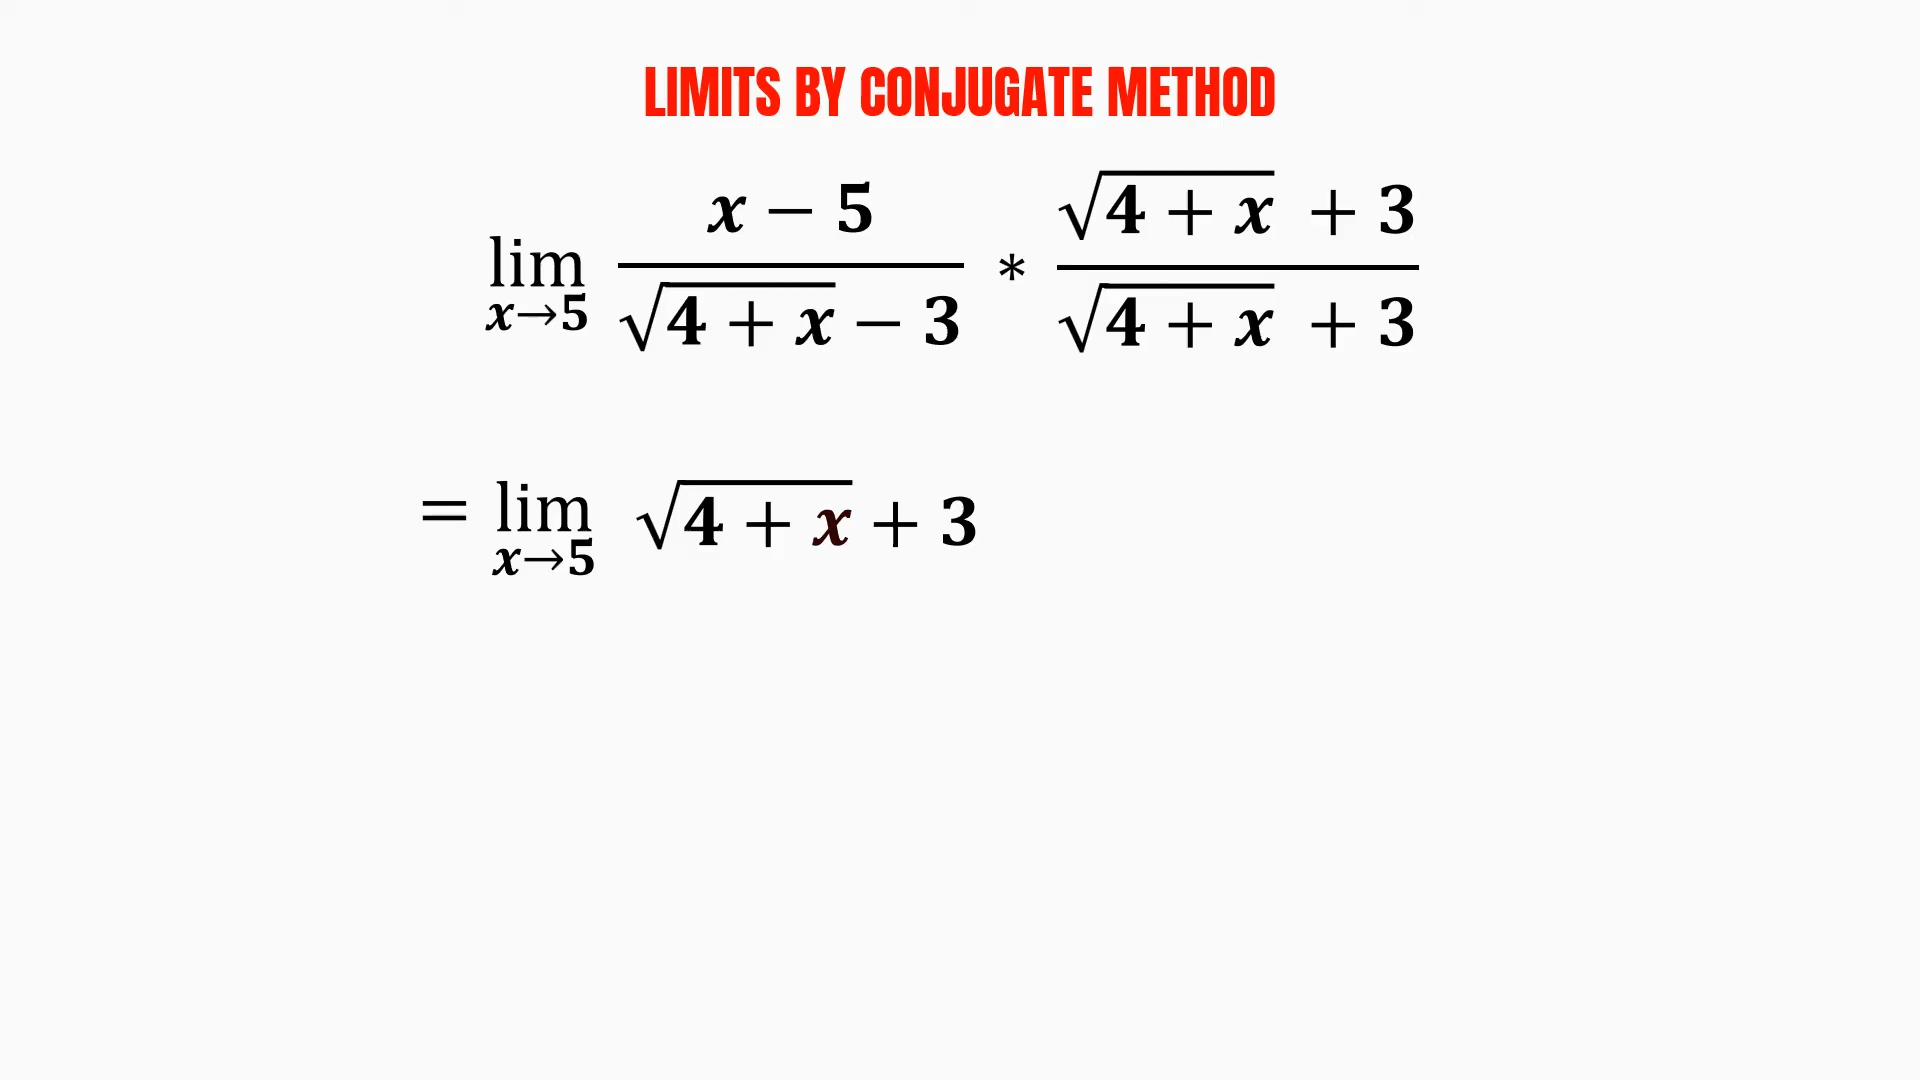 LIMITS BY CONJUGATE METHOD
lim x→5 (x − 5)/(√(4 + x) − 3) * (√(4 + x) + 3)/(√(4 + x) + 3)
= lim x→5 √(4 + x) + 3